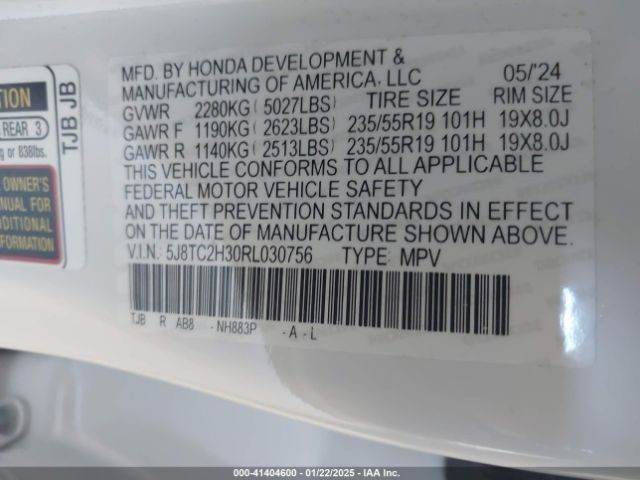 TION
REAR 3
g or 838lbs.
OWNER'S
ANUAL FOR
DDITIONAL
FORMATION
TJB JB
MFD. BY HONDA DEVELOPMENT &
MANUFACTURING OF AMERICA, LLC 05/'24
GVWR 2280KG ( 5027LBS) TIRE SIZE RIM SIZE
GAWR F 1190KG ( 2623LBS) 235/55R19 101H 19X8.0J
GAWR R 1140KG ( 2513LBS) 235/55R19 101H 19X8.0J
THIS VEHICLE CONFORMS TO ALL APPLICABLE
FEDERAL MOTOR VEHICLE SAFETY
AND THEFT PREVENTION STANDARDS IN EFFECT
ON THE DATE OF MANUFACTURE SHOWN ABOVE.
V.I.N. 5J8TC2H30RL030756 TYPE: MPV
TJB R AB8 - NH883P - A - L
000-41404600 - 01/22/2025 - IAA Inc.